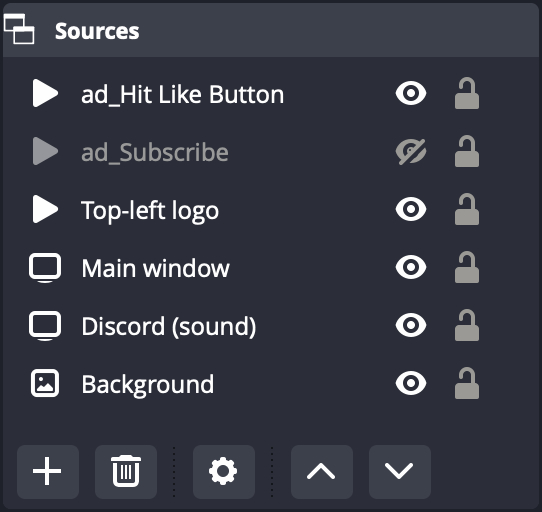 Sources
ad_Hit Like Button
ad_Subscribe
Top-left logo
Main window
Discord (sound)
Background